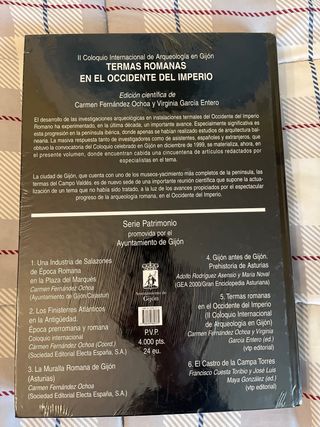 II Coloquio Internacional de Arqueología en Gijón
TERMAS ROMANAS
EN EL OCCIDENTE DEL IMPERIO
Edición científica de
Carmen Fernández Ochoa y Virginia García Entero
El desarrollo de las investigaciones arqueológicas en instalaciones termales del Occidente del Imperio
Romano ha experimentado, en la última década, un importante avance. Especialmente significativo es
esta progresión en la península ibérica, donde apenas se habían realizado estudios de arquitectura balnearia.
La masiva respuesta tanto de investigadores como de asistentes, españoles y extranjeros, que
obtuvo la convocatoria del Coloquio celebrado en Gijón en diciembre de 1999, se materializa, ahora, en
el presente volumen, donde encuentran cabida una cincuentena de artículos redactados por
especialistas en el tema.
La ciudad de Gijón, que cuenta con uno de los museos-yacimiento más completos de la península, las
termas del Campo Valdés, es de nuevo sede de una importante reunión científica que supone la actualización
de un tema que no había sido tratado, a la luz de los avances propiciados por el espectacular
progreso de la arqueología romana, en el Occidente del Imperio.
Serie Patrimonio
promovida por el
Ayuntamiento de Gijón
1. Una Industria de Salazones
de Época Romana
en la Plaza del Marqués
Carmen Fernández Ochoa
(Ayuntamiento de Gijón/Cajastur)
2. Los Finisterres Atlánticos
en la Antigüedad.
Época prerromana y romana
Coloquio internacional
Carmen Fernández Ochoa (Coord.)
(Sociedad Editorial Electa España, S.A.)
3. La Muralla Romana de Gijón
(Asturias)
Carmen Fernández Ochoa
(Sociedad Editorial Electa España, S.A.)
Ayuntamiento de
Gijón
P.V.P.
4.000 pts.
24 eu.
4. Gijón antes de Gijón.
Prehistoria de Asturias
Adolfo Rodríguez Asensio y María Noval
(GEA 2000/Gran Enciclopedia Asturiana)
5. Termas romanas
en el Occidente del Imperio
(II Coloquio Internacional
de Arqueología en Gijón)
Carmen Fernández Ochoa y Virginia
García Entero (ed.)
(vtp editorial)
6. El Castro de la Campa Torres
Francisco Cuesta Toribio y José Luis
Maya González (ed.)
(vtp editorial)